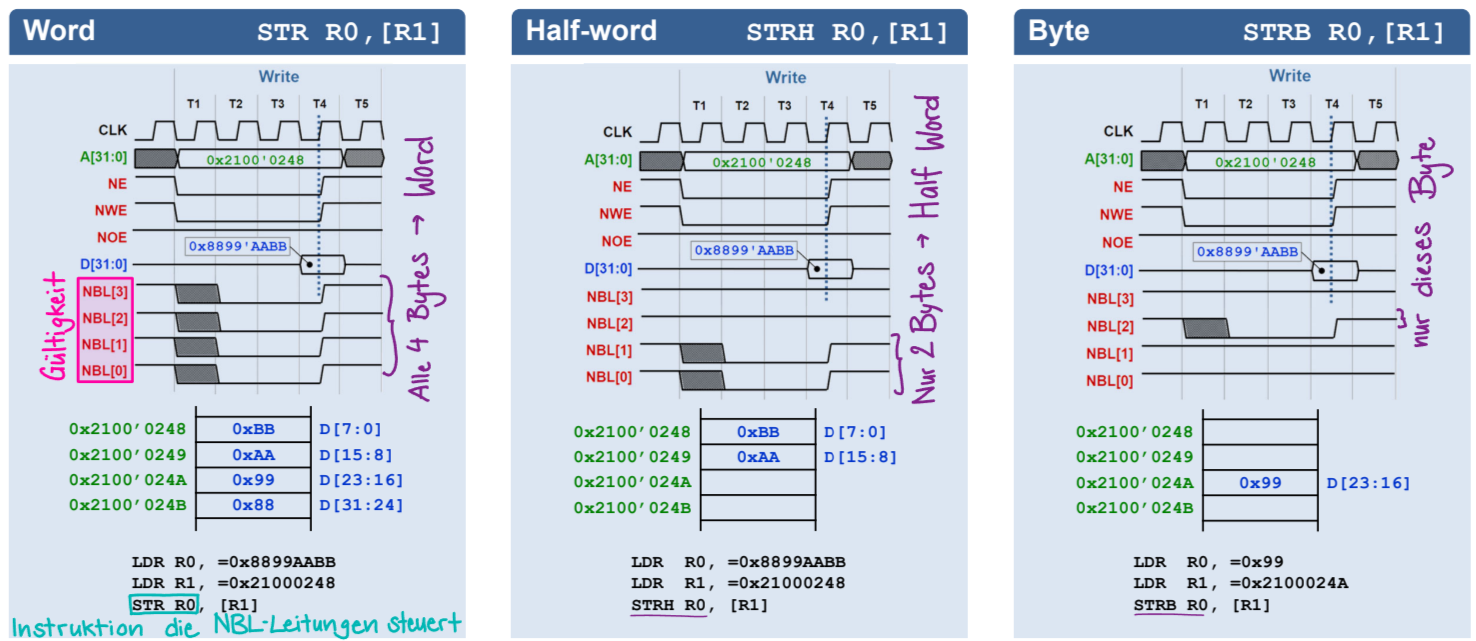 Word STR R0,[R1]
Write
T1 T2 T3 T4 T5
CLK
A[31:0] 0x2100'0248
NE
NWE
NOE
0x8899'AABB
D[31:0]
NBL[3]
NBL[2]
NBL[1]
NBL[0]
Gültigkeit
Alle 4 Bytes → Word
0x2100'0248 0xBB D[7:0]
0x2100'0249 0xAA D[15:8]
0x2100'024A 0x99 D[23:16]
0x2100'024B 0x88 D[31:24]
LDR R0, =0x8899AABB
LDR R1, =0x21000248
STR R0, [R1]
Instruktion die NBL-Leitungen steuert
Half-word STRH R0,[R1]
Write
T1 T2 T3 T4 T5
CLK
A[31:0] 0x2100'0248
NE
NWE
NOE
0x8899'AABB
D[31:0]
NBL[3]
NBL[2]
NBL[1]
NBL[0]
Nur 2 Bytes → Half Word
0x2100'0248 0xBB D[7:0]
0x2100'0249 0xAA D[15:8]
0x2100'024A
0x2100'024B
LDR R0, =0x8899AABB
LDR R1, =0x21000248
STRH R0, [R1]
Byte STRB R0,[R1]
Write
T1 T2 T3 T4 T5
CLK
A[31:0] 0x2100'0248
NE
NWE
NOE
0x8899'AABB
D[31:0]
NBL[3]
NBL[2]
NBL[1]
NBL[0]
nur dieses Byte
0x2100'0248
0x2100'0249
0x2100'024A 0x99 D[23:16]
0x2100'024B
LDR R0, =0x99
LDR R1, =0x2100024A
STRB R0, [R1]